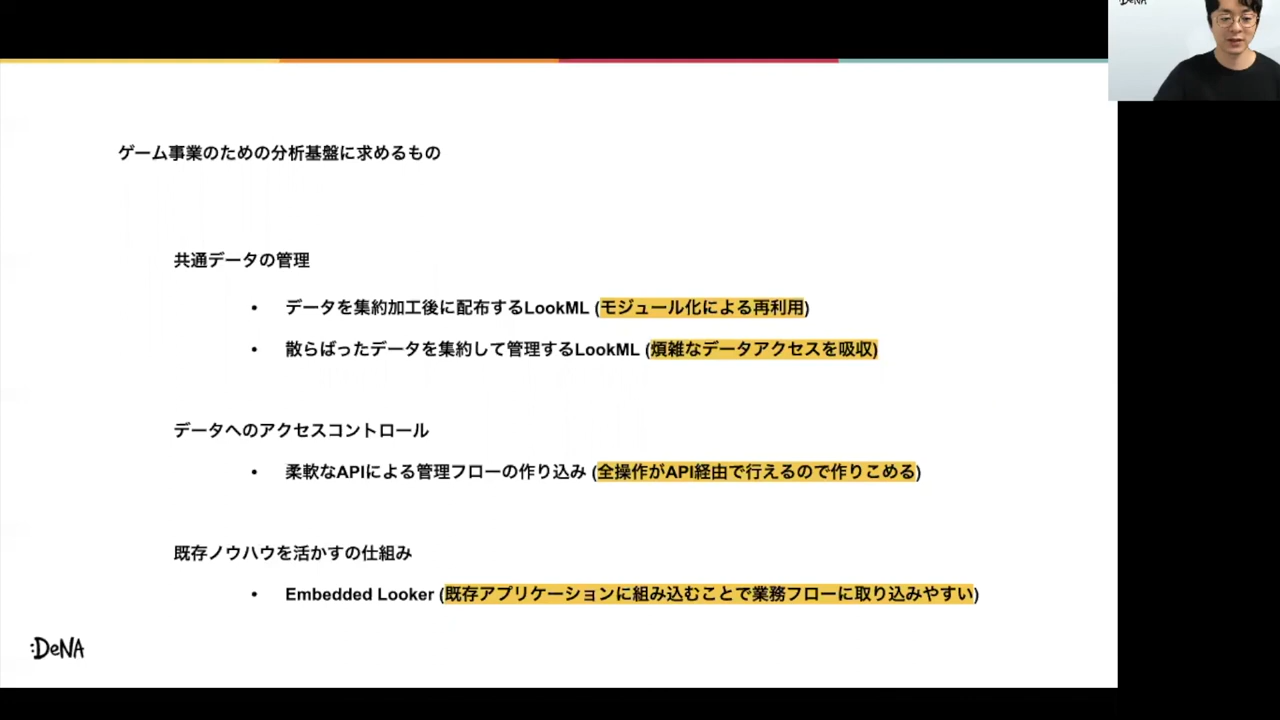 ゲーム事業のための分析基盤に求めるもの
共通データの管理
• データを集約加工後に配布するLookML (モジュール化による再利用)
• 散らばったデータを集約して管理するLookML (煩雑なデータアクセスを吸収)
データへのアクセスコントロール
• 柔軟なAPIによる管理フローの作り込み (全操作がAPI経由で行えるので作りこめる)
既存ノウハウを活かすの仕組み
• Embedded Looker (既存アプリケーションに組み込むことで業務フローに取り込みやすい)
:DeNA
:DeNA